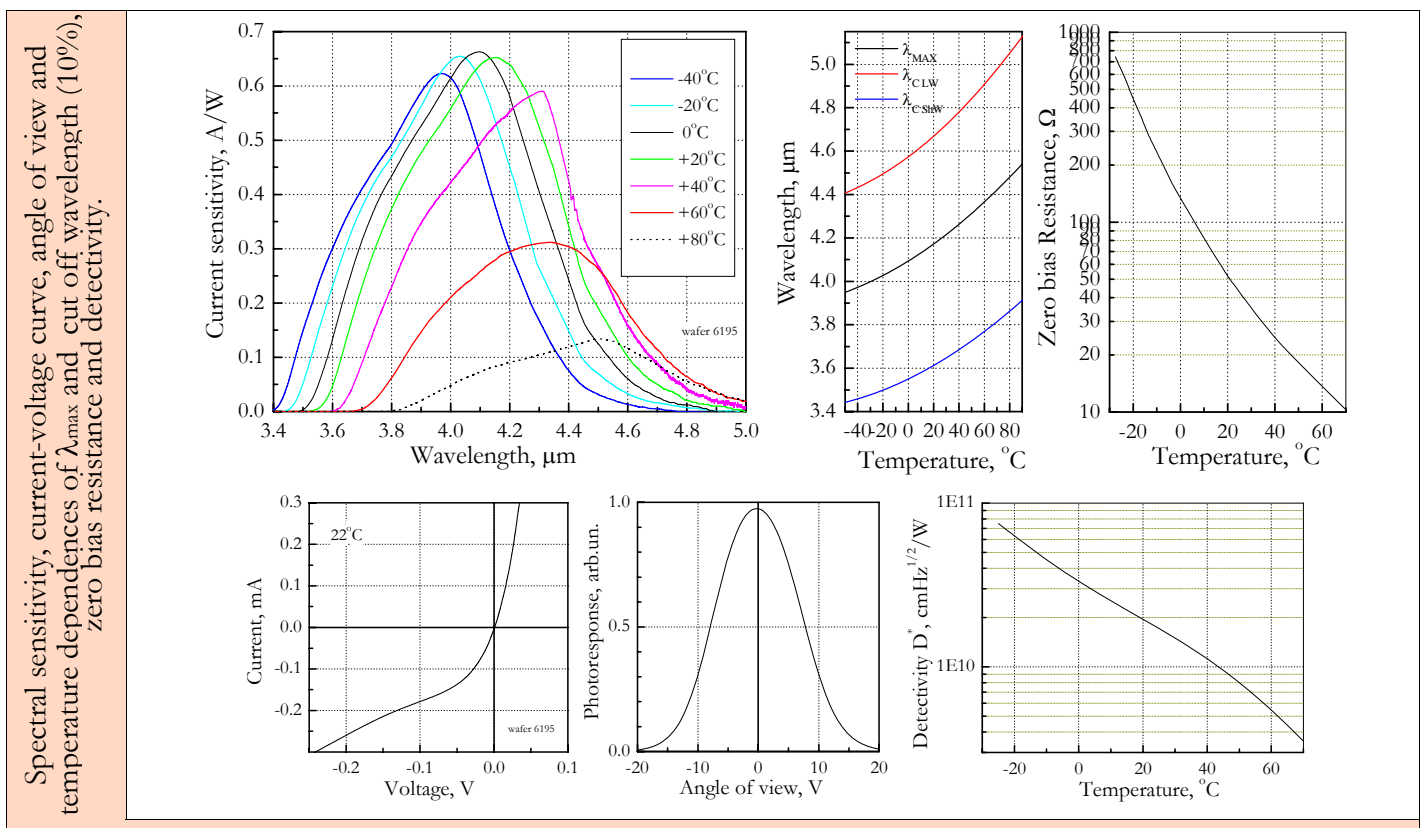 Spectral sensitivity, current-voltage curve, angle of view and
temperature dependences of λmax and cut off wavelength (10%),
zero bias resistance and detectivity.
0.7
0.6
0.5
0.4
0.3
0.2
0.1
0.0
Current sensitivity, A/W
-40°C
-20°C
0°C
+20°C
+40°C
+60°C
+80°C
wafer 6195
3.4 3.6 3.8 4.0 4.2 4.4 4.6 4.8 5.0
Wavelength, μm
5.0
4.8
4.6
4.4
4.2
4.0
3.8
3.6
3.4
Wavelength, μm
λMAX
λC LW
λC ShW
-40 -20 0 20 40 60 80
Temperature, °C
1000
900
800
700
600
500
400
300
200
100
90
80
70
60
50
40
30
20
10
Zero bias Resistance, Ω
-20 0 20 40 60
Temperature, °C
0.3
0.2
0.1
0.0
-0.1
-0.2
Current, mA
22°C
wafer 6195
-0.2 -0.1 0.0 0.1
Voltage, V
1.0
0.5
0.0
Photoresponse, arb.un.
-20 -10 0 10 20
Angle of view, V
1E11
1E10
Detectivity D*, cmHz1/2/W
-20 0 20 40 60
Temperature, °C